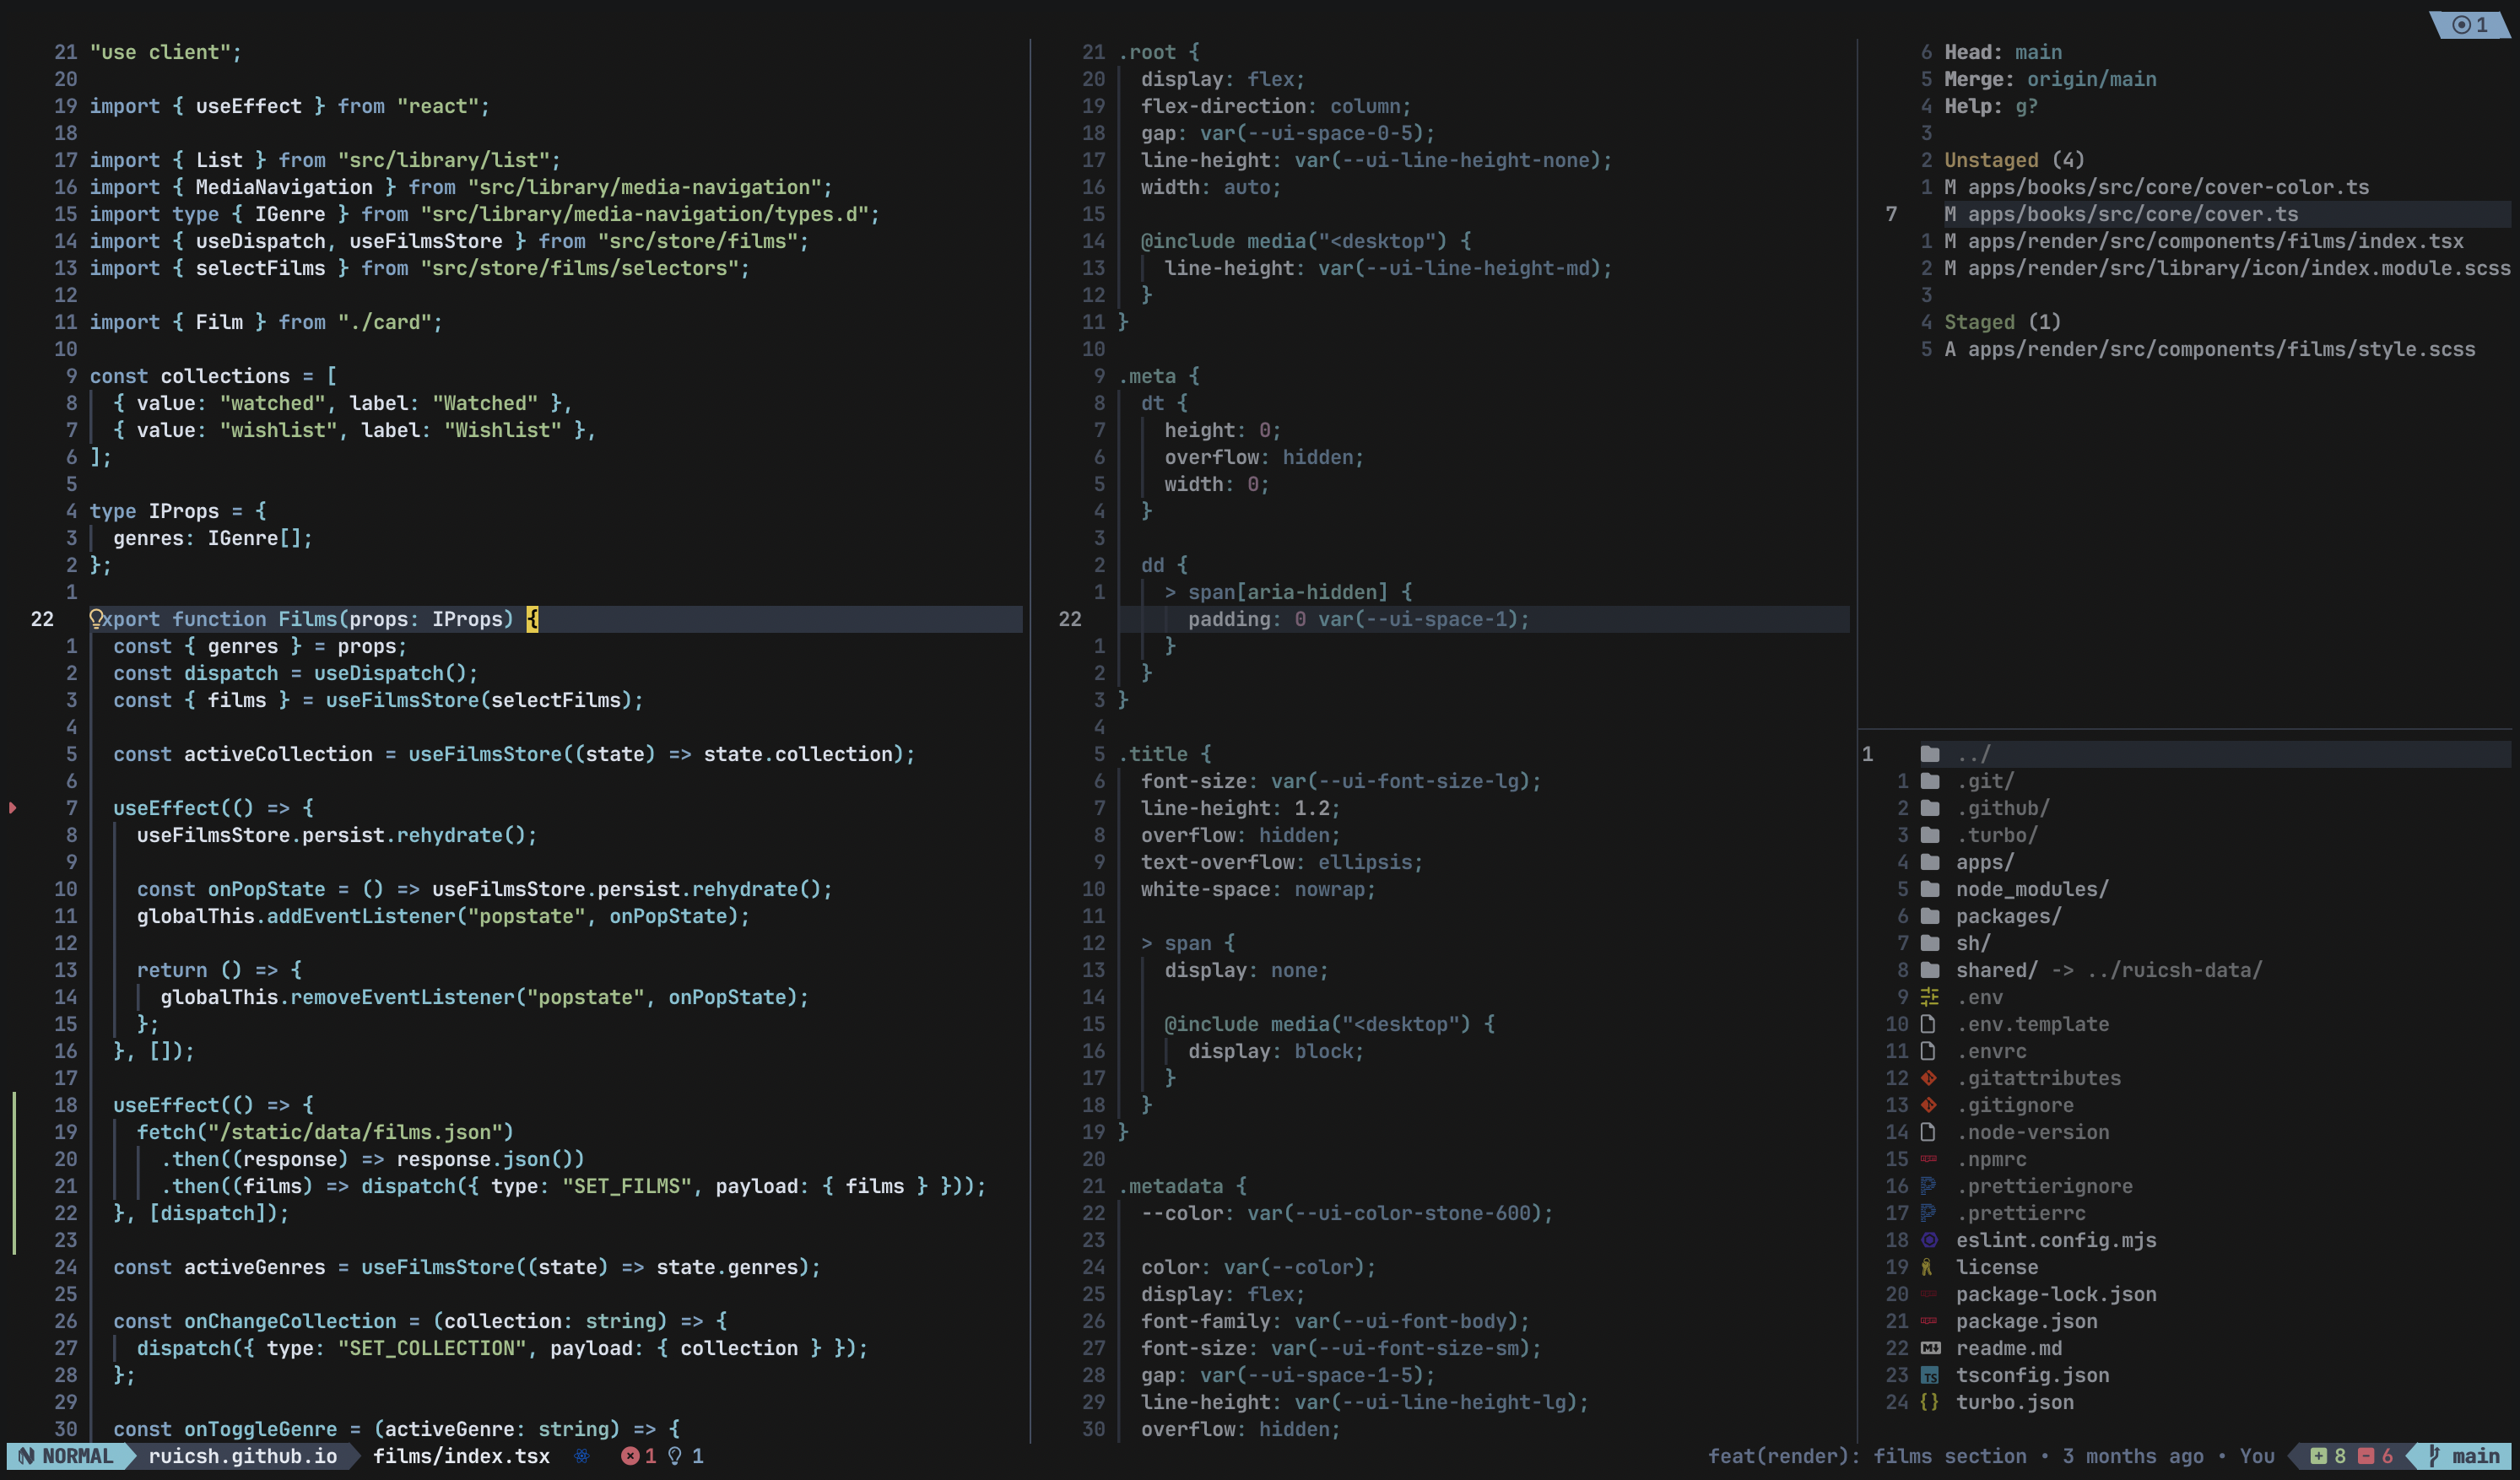 1
21 "use client";
20
19 import { useEffect } from "react";
18
17 import { List } from "src/library/list";
16 import { MediaNavigation } from "src/library/media-navigation";
15 import type { IGenre } from "src/library/media-navigation/types.d";
14 import { useDispatch, useFilmsStore } from "src/store/films";
13 import { selectFilms } from "src/store/films/selectors";
12
11 import { Film } from "./card";
10
9 const collections = [
8   { value: "watched", label: "Watched" },
7   { value: "wishlist", label: "Wishlist" },
6 ];
5
4 type IProps = {
3   genres: IGenre[];
2 };
1
22 xport function Films(props: IProps) {
1   const { genres } = props;
2   const dispatch = useDispatch();
3   const { films } = useFilmsStore(selectFilms);
4
5   const activeCollection = useFilmsStore((state) => state.collection);
6
7   useEffect(() => {
8     useFilmsStore.persist.rehydrate();
9
10     const onPopState = () => useFilmsStore.persist.rehydrate();
11     globalThis.addEventListener("popstate", onPopState);
12
13     return () => {
14       globalThis.removeEventListener("popstate", onPopState);
15     };
16   }, []);
17
18   useEffect(() => {
19     fetch("/static/data/films.json")
20       .then((response) => response.json())
21       .then((films) => dispatch({ type: "SET_FILMS", payload: { films } }));
22   }, [dispatch]);
23
24   const activeGenres = useFilmsStore((state) => state.genres);
25
26   const onChangeCollection = (collection: string) => {
27     dispatch({ type: "SET_COLLECTION", payload: { collection } });
28   };
29
30   const onToggleGenre = (activeGenre: string) => {
21 .root {
20   display: flex;
19   flex-direction: column;
18   gap: var(--ui-space-0-5);
17   line-height: var(--ui-line-height-none);
16   width: auto;
15
14   @include media("<desktop") {
13     line-height: var(--ui-line-height-md);
12   }
11 }
10
9 .meta {
8   dt {
7     height: 0;
6     overflow: hidden;
5     width: 0;
4   }
3
2   dd {
1     > span[aria-hidden] {
22       padding: 0 var(--ui-space-1);
1     }
2   }
3 }
4
5 .title {
6   font-size: var(--ui-font-size-lg);
7   line-height: 1.2;
8   overflow: hidden;
9   text-overflow: ellipsis;
10   white-space: nowrap;
11
12   > span {
13     display: none;
14
15     @include media("<desktop") {
16       display: block;
17     }
18   }
19 }
20
21 .metadata {
22   --color: var(--ui-color-stone-600);
23
24   color: var(--color);
25   display: flex;
26   font-family: var(--ui-font-body);
27   font-size: var(--ui-font-size-sm);
28   gap: var(--ui-space-1-5);
29   line-height: var(--ui-line-height-lg);
30   overflow: hidden;
6 Head: main
5 Merge: origin/main
4 Help: g?
3
2 Unstaged (4)
1 M apps/books/src/core/cover-color.ts
7 M apps/books/src/core/cover.ts
1 M apps/render/src/components/films/index.tsx
2 M apps/render/src/library/icon/index.module.scss
3
4 Staged (1)
5 A apps/render/src/components/films/style.scss
1 ../
1 .git/
2 .github/
3 .turbo/
4 apps/
5 node_modules/
6 packages/
7 sh/
8 shared/ -> ../ruicsh-data/
9 .env
10 .env.template
11 .envrc
12 .gitattributes
13 .gitignore
14 .node-version
15 .npmrc
16 .prettierignore
17 .prettierrc
18 eslint.config.mjs
19 license
20 package-lock.json
21 package.json
22 readme.md
23 tsconfig.json
24 turbo.json
NORMAL ruicsh.github.io films/index.tsx 1 1 feat(render): films section • 3 months ago • You 8 6 main